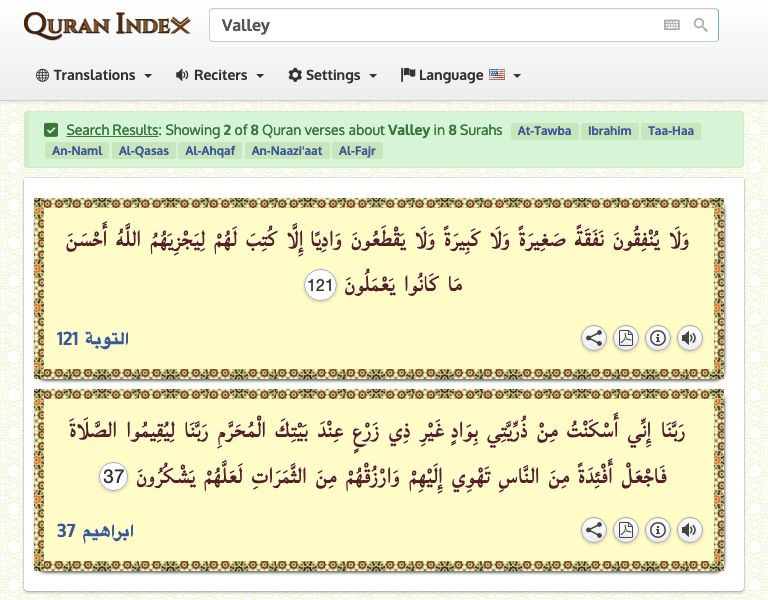 QURAN INDEX
Valley
Translations Reciters Settings Language
Search Results: Showing 2 of 8 Quran verses about Valley in 8 Surahs At-Tawba Ibrahim Taa-Haa
An-Naml Al-Qasas Al-Ahqaf An-Naazi'aat Al-Fajr
وَلَا يُنْفِقُونَ نَفَقَةً صَغِيرَةً وَلَا كَبِيرَةً وَلَا يَقْطَعُونَ وَادِيًا إِلَّا كُتِبَ لَهُمْ لِيَجْزِيَهُمُ اللَّهُ أَحْسَنَ
مَا كَانُوا يَعْمَلُونَ 121
التوبة 121
رَبَّنَا إِنِّي أَسْكَنْتُ مِنْ ذُرِّيَّتِي بِوَادٍ غَيْرِ ذِي زَرْعٍ عِنْدَ بَيْتِكَ الْمُحَرَّمِ رَبَّنَا لِيُقِيمُوا الصَّلَاةَ
فَاجْعَلْ أَفْئِدَةً مِنَ النَّاسِ تَهْوِي إِلَيْهِمْ وَارْزُقْهُمْ مِنَ الثَّمَرَاتِ لَعَلَّهُمْ يَشْكُرُونَ 37
ابراهيم 37